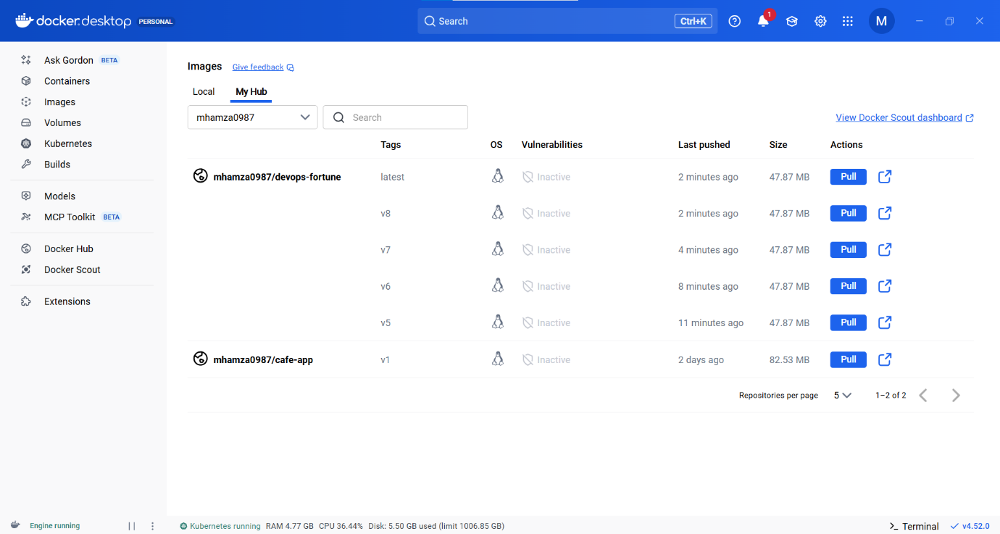 docker.desktop PERSONAL
Search Ctrl+K
1
M
Ask Gordon BETA
Containers
Images
Volumes
Kubernetes
Builds
Models
MCP Toolkit BETA
Docker Hub
Docker Scout
Extensions
Images Give feedback
Local My Hub
mhamza0987 Search View Docker Scout dashboard
Tags OS Vulnerabilities Last pushed Size Actions
mhamza0987/devops-fortune latest Inactive 2 minutes ago 47.87 MB Pull
v8 Inactive 2 minutes ago 47.87 MB Pull
v7 Inactive 4 minutes ago 47.87 MB Pull
v6 Inactive 8 minutes ago 47.87 MB Pull
v5 Inactive 11 minutes ago 47.87 MB Pull
mhamza0987/cafe-app v1 Inactive 2 days ago 82.53 MB Pull
Repositories per page 5 1–2 of 2
Engine running Kubernetes running RAM 4.77 GB CPU 36.44% Disk: 5.50 GB used (limit 1006.85 GB) Terminal v4.52.0